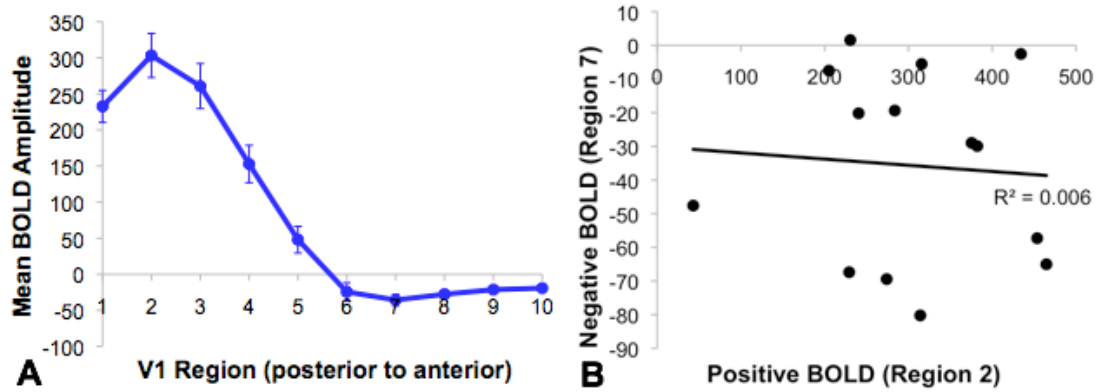 350
300
250
200
150
100
50
0
-50
-100
1 2 3 4 5 6 7 8 9 10
Mean BOLD Amplitude
V1 Region (posterior to anterior)
A
10
0
-10
-20
-30
-40
-50
-60
-70
-80
-90
0 100 200 300 400 500
R² = 0.006
Negative BOLD (Region 7)
Positive BOLD (Region 2)
B